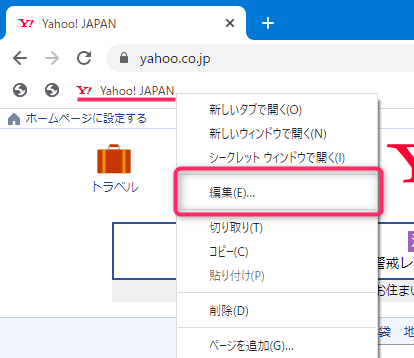 Y! Yahoo! JAPAN
yahoo.co.jp
Y! Yahoo! JAPAN
ホームページに設定する
トラベル
新しいタブで開く(O)
新しいウィンドウで開く(N)
シークレット ウィンドウで開く(I)
編集(E)...
切り取り(T)
コピー(C)
貼り付け(P)
削除(D)
ページを追加(G)...
Y
警戒レ
お住まい
袋 地